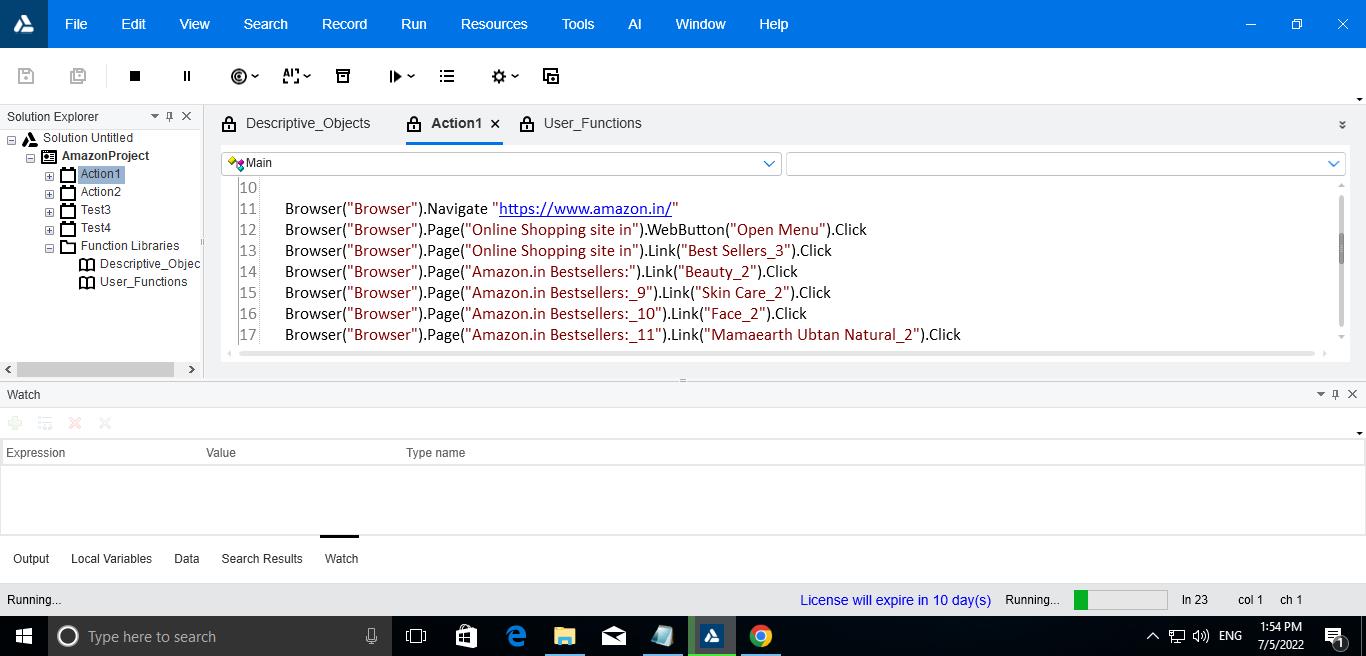 File Edit View Search Record Run Resources Tools AI Window Help
AI
Solution Explorer
Solution Untitled
AmazonProject
Action1
Action2
Test3
Test4
Function Libraries
Descriptive_Objec
User_Functions
Descriptive_Objects Action1 User_Functions
Main
10
11 Browser("Browser").Navigate "https://www.amazon.in/"
12 Browser("Browser").Page("Online Shopping site in").WebButton("Open Menu").Click
13 Browser("Browser").Page("Online Shopping site in").Link("Best Sellers_3").Click
14 Browser("Browser").Page("Amazon.in Bestsellers:").Link("Beauty_2").Click
15 Browser("Browser").Page("Amazon.in Bestsellers:_9").Link("Skin Care_2").Click
16 Browser("Browser").Page("Amazon.in Bestsellers:_10").Link("Face_2").Click
17 Browser("Browser").Page("Amazon.in Bestsellers:_11").Link("Mamaearth Ubtan Natural_2").Click
Watch
Expression Value Type name
Output Local Variables Data Search Results Watch
Running... License will expire in 10 day(s) Running... ln 23 col 1 ch 1
Type here to search
ENG
1:54 PM
7/5/2022
1